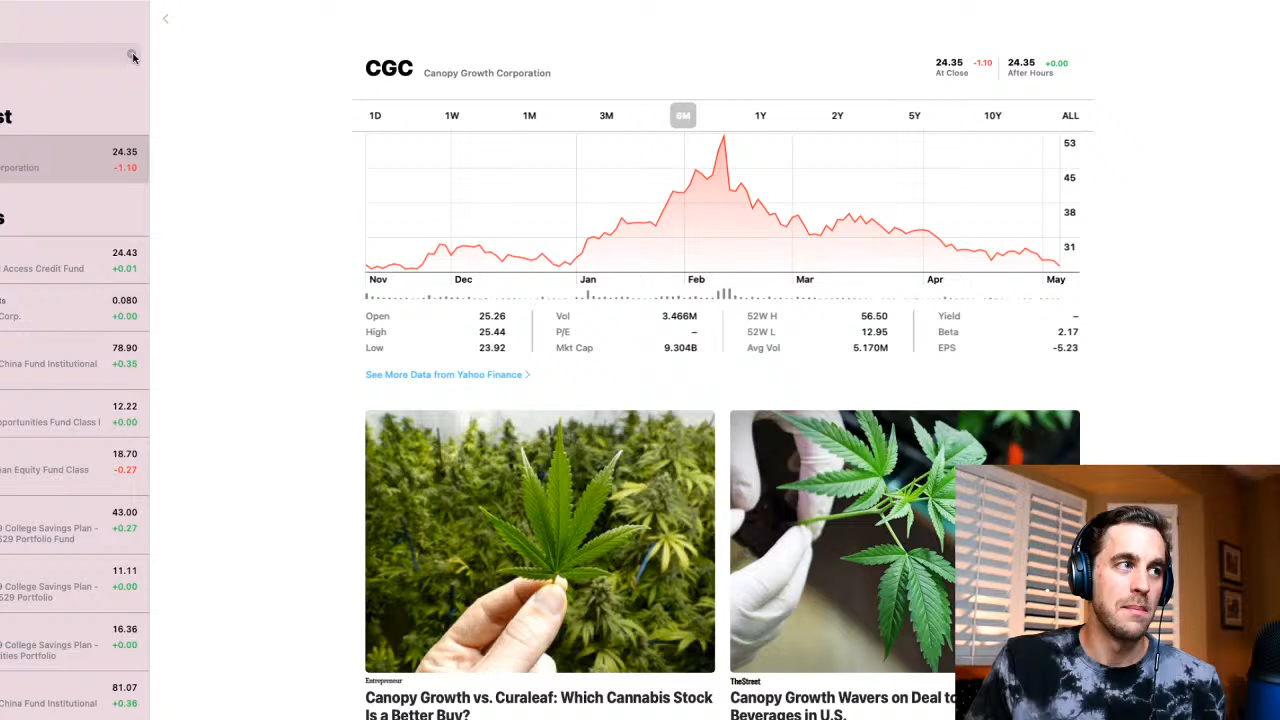 st
24.35
rporation -1.10
s
24.43
Access Credit Fund +0.01
ts 0.080
Corp. +0.00
78.90
China Fund Institutional +0.35
12.22
portunities Fund Class I +0.00
18.70
an Equity Fund Class -0.27
43.00
9 College Savings Plan - +0.27
529 Portfolio Fund
11.11
9 College Savings Plan - +0.00
529 Portfolio
16.36
9 College Savings Plan - +0.00
ities Portfolio
81.07
China Fund Institutional +0.36
CGC Canopy Growth Corporation
24.35 -1.10
At Close
24.35 +0.00
After Hours
1D 1W 1M 3M 6M 1Y 2Y 5Y 10Y ALL
53
45
38
31
Nov Dec Jan Feb Mar Apr May
Open 25.26 Vol 3.466M 52W H 56.50 Yield –
High 25.44 P/E – 52W L 12.95 Beta 2.17
Low 23.92 Mkt Cap 9.304B Avg Vol 5.170M EPS -5.23
See More Data from Yahoo Finance >
Entrepreneur
Canopy Growth vs. Curaleaf: Which Cannabis Stock
Is a Better Buy?
TheStreet
Canopy Growth Wavers on Deal to
Beverages in U.S.